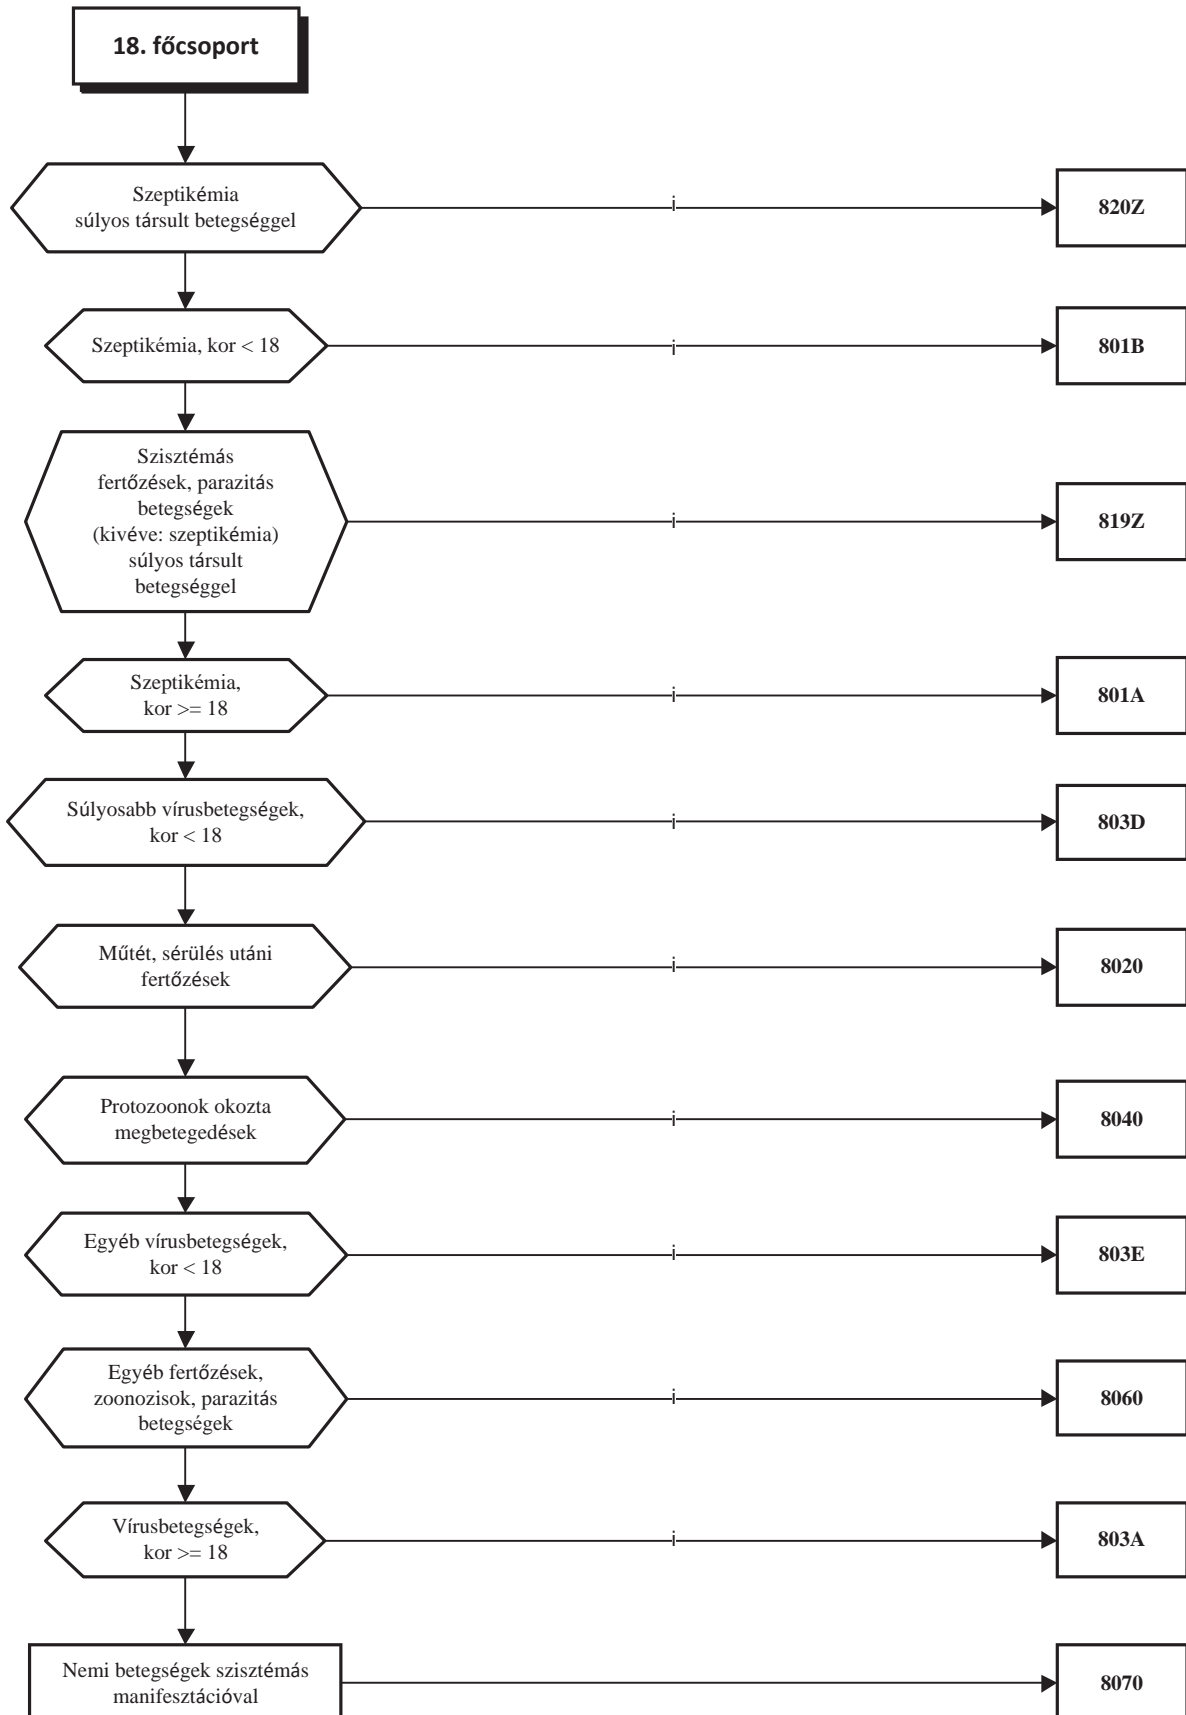 18. főcsoport
Szeptikémia
súlyos társult betegséggel
i
820Z
Szeptikémia, kor < 18
i
801B
Szisztémás
fertőzések, parazitás
betegségek
(kivéve: szeptikémia)
súlyos társult
betegséggel
i
819Z
Szeptikémia,
kor >= 18
i
801A
Súlyosabb vírusbetegségek,
kor < 18
i
803D
Műtét, sérülés utáni
fertőzések
i
8020
Protozoonok okozta
megbetegedések
i
8040
Egyéb vírusbetegségek,
kor < 18
i
803E
Egyéb fertőzések,
zoonozisok, parazitás
betegségek
i
8060
Vírusbetegségek,
kor >= 18
i
803A
Nemi betegségek szisztémás
manifesztációval
8070